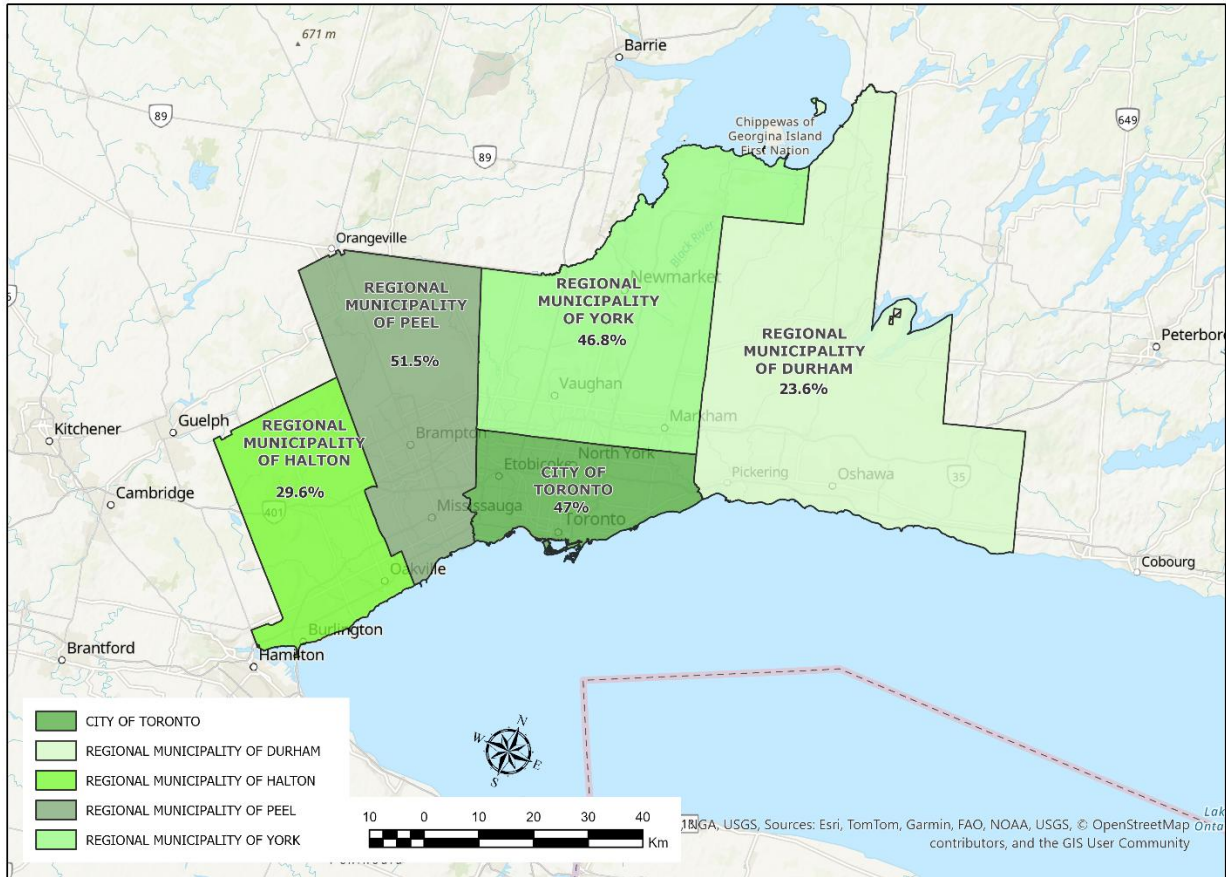 671 m
Barrie
89
Chippewas of
Georgina Island
First Nation
649
89
Orangeville
REGIONAL
MUNICIPALITY
OF PEEL
51.5%
REGIONAL
MUNICIPALITY
OF YORK
46.8%
Black River
Newmarket
REGIONAL
MUNICIPALITY
OF DURHAM
23.6%
Peterboro
Vaughan
Markham
Guelph
Kitchener
REGIONAL
MUNICIPALITY
OF HALTON
29.6%
Brampton
North York
Etobicoke
CITY OF
TORONTO
47%
Pickering
Oshawa
35
Cambridge
401
Mississauga
Toronto
Oakville
Cobourg
Burlington
Hamilton
Brantford
CITY OF TORONTO
REGIONAL MUNICIPALITY OF DURHAM
REGIONAL MUNICIPALITY OF HALTON
REGIONAL MUNICIPALITY OF PEEL
REGIONAL MUNICIPALITY OF YORK
N
W
E
S
10 0 10 20 30 40
Km
NGA, USGS, Sources: Esri, TomTom, Garmin, FAO, NOAA, USGS, © OpenStreetMap
contributors, and the GIS User Community
Lak
Onta